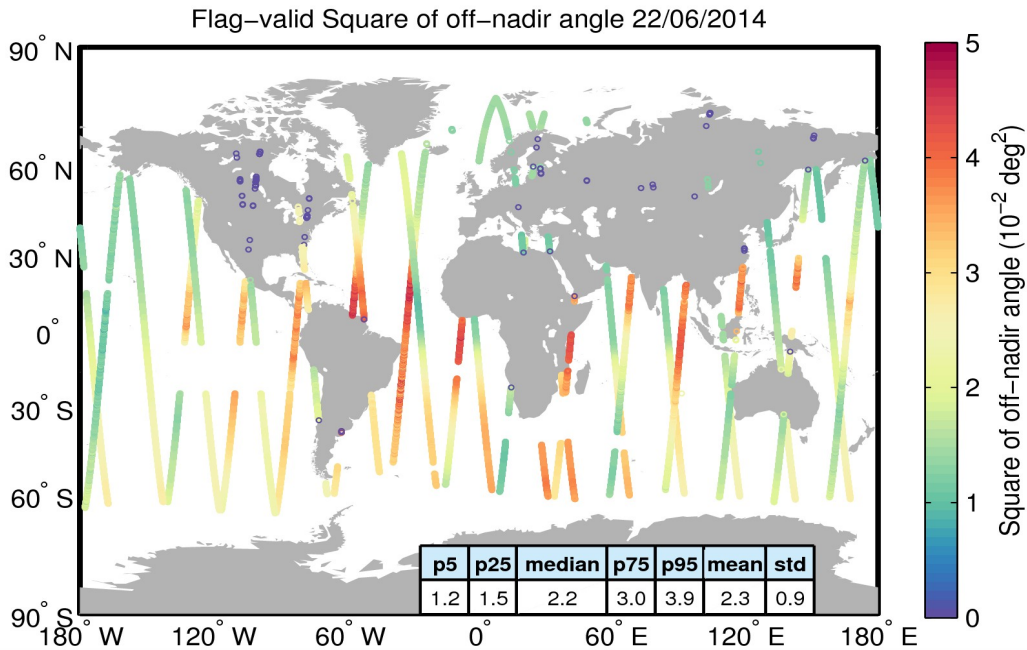 Flag−valid Square of off−nadir angle 22/06/2014
90° N
60° N
30° N
0°
30° S
60° S
90° S
180° W
120° W
60° W
0°
60° E
120° E
180° E
p5 p25 median p75 p95 mean std
1.2 1.5 2.2 3.0 3.9 2.3 0.9
5
4
3
2
1
0
Square of off−nadir angle (10⁻² deg²)